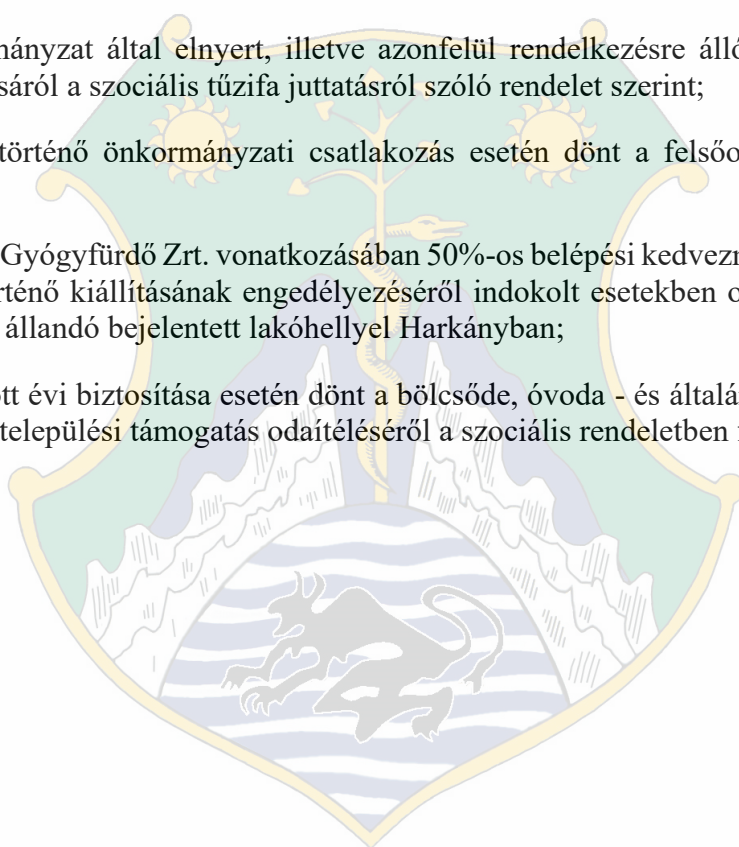 mányzat által elnyert, illetve azonfelül rendelkezésre álló
sáról a szociális tűzifa juttatásról szóló rendelet szerint;
történő önkormányzati csatlakozás esetén dönt a felsőo
Gyógyfürdő Zrt. vonatkozásában 50%-os belépési kedvezm
rténő kiállításának engedélyezéséről indokolt esetekben o
állandó bejelentett lakóhellyel Harkányban;
ott évi biztosítása esetén dönt a bölcsőde, óvoda - és általá
települési támogatás odaítéléséről a szociális rendeletben